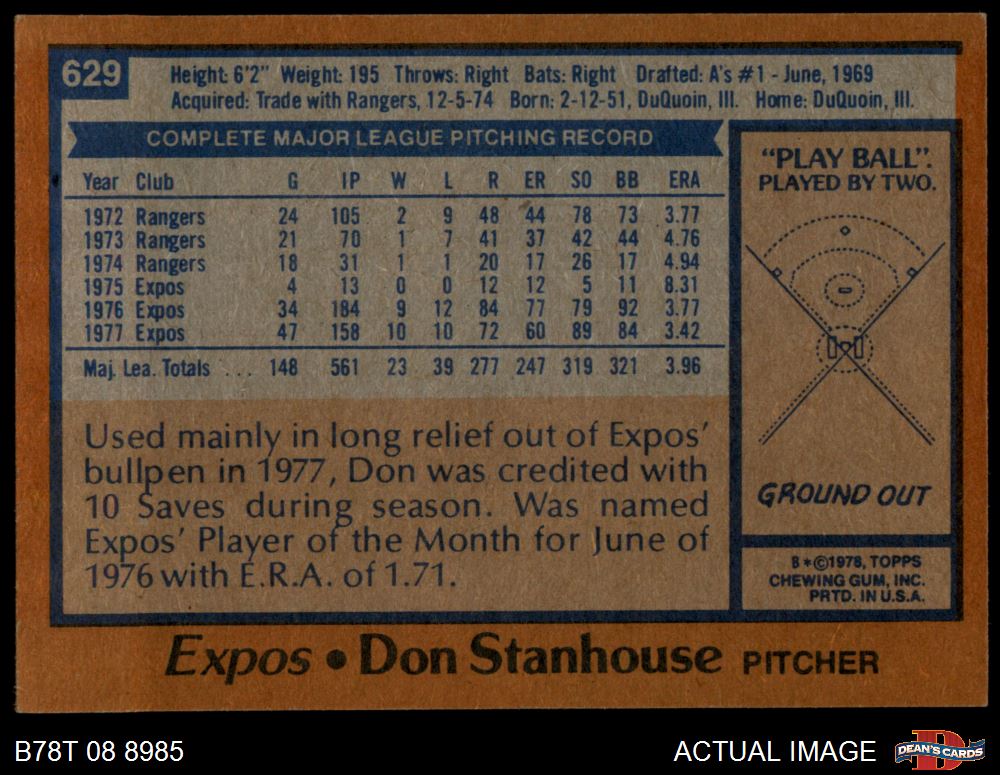 629
Height: 6'2" Weight: 195 Throws: Right Bats: Right Drafted: A's #1 - June, 1969
Acquired: Trade with Rangers, 12-5-74 Born: 2-12-51, DuQuoin, Ill. Home: DuQuoin, Ill.
COMPLETE MAJOR LEAGUE PITCHING RECORD
Year Club G IP W L R ER SO BB ERA
1972 Rangers 24 105 2 9 48 44 78 73 3.77
1973 Rangers 21 70 1 7 41 37 42 44 4.76
1974 Rangers 18 31 1 1 20 17 26 17 4.94
1975 Expos 4 13 0 0 12 12 5 11 8.31
1976 Expos 34 184 9 12 84 77 79 92 3.77
1977 Expos 47 158 10 10 72 60 89 84 3.42
Maj. Lea. Totals ... 148 561 23 39 277 247 319 321 3.96
Used mainly in long relief out of Expos'
bullpen in 1977, Don was credited with
10 Saves during season. Was named
Expos' Player of the Month for June of
1976 with E.R.A. of 1.71.
"PLAY BALL".
PLAYED BY TWO.
GROUND OUT
B*©1978, TOPPS
CHEWING GUM, INC.
PRTD. IN U.S.A.
Expos • Don Stanhouse PITCHER
B78T 08 8985
ACTUAL IMAGE
B
DEAN'S CARDS